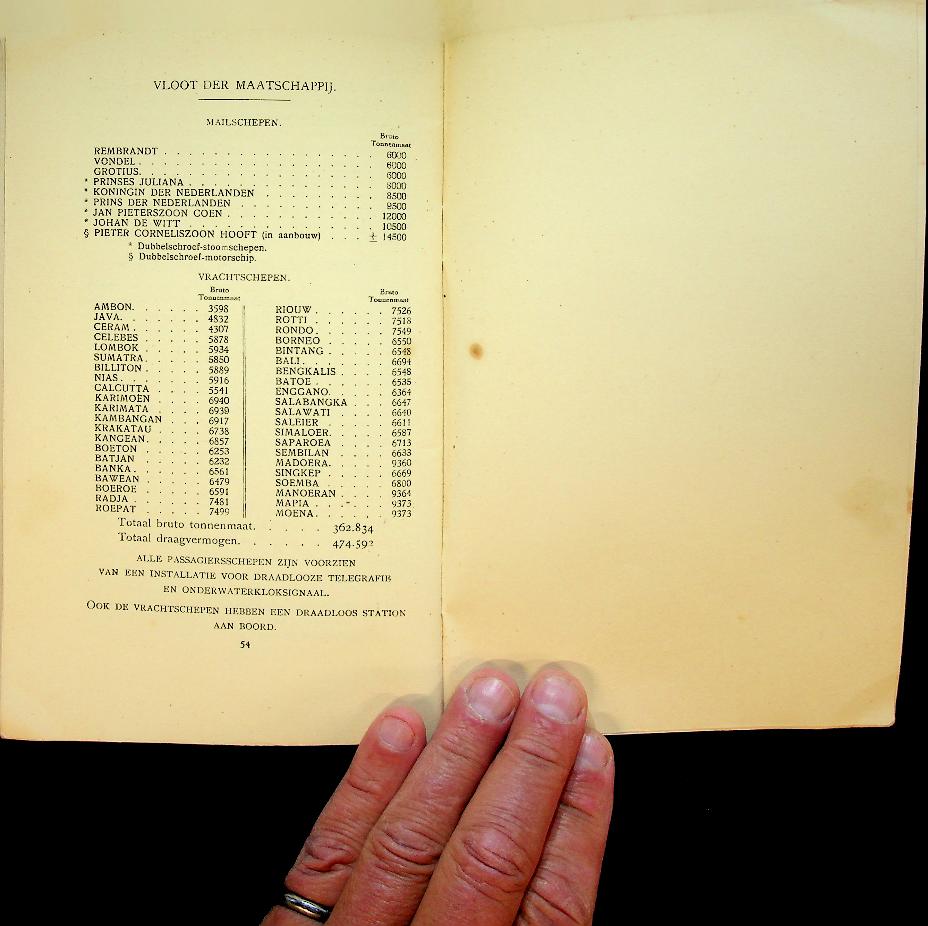 VLOOT DER MAATSCHAPPIJ.
MAILSCHEPEN.
Bruto
Tonnenmaat
REMBRANDT . . . . . . . . . . . . . . . . . 6000
VONDEL . . . . . . . . . . . . . . . . . . 6000
GROTIUS. . . . . . . . . . . . . . . . . . 6000
* PRINSES JULIANA . . . . . . . . . . . . . . 8000
* KONINGIN DER NEDERLANDEN . . . . . . . . 8500
* PRINS DER NEDERLANDEN . . . . . . . . . . 9500
* JAN PIETERSZOON COEN . . . . . . . . . . . 12000
* JOHAN DE WITT . . . . . . . . . . . . . . 10500
§ PIETER CORNELISZOON HOOFT (in aanbouw) . . . ± 14500
* Dubbelschroef-stoomschepen.
§ Dubbelschroef-motorschip.
VRACHTSCHEPEN.
Bruto
Tonnenmaat
AMBON. . . . . . 3598
JAVA. . . . . . 4832
CERAM . . . . . 4307
CELEBES . . . . 5878
LOMBOK . . . . 5934
SUMATRA. . . . . 5850
BILLITON . . . . 5889
NIAS . . . . . . 5916
CALCUTTA . . . . 5541
KARIMOEN . . . . 6940
KARIMATA . . . . 6939
KAMBANGAN . . . 6917
KRAKATAU . . . . 6738
KANGEAN. . . . . 6857
BOETON . . . . . 6253
BATJAN . . . . . 6232
BANKA . . . . . 6561
BAWEAN . . . . . 6479
BOEROE . . . . . 6591
RADJA . . . . . 7481
ROEPAT . . . . . 7499
Bruto
Tonnenmaat
RIOUW . . . . . 7526
ROTTI . . . . . 7518
RONDO . . . . . 7549
BORNEO . . . . . 6550
BINTANG . . . . 6548
BALI . . . . . . 6694
BENGKALIS . . . . 6548
BATOE . . . . . 6535
ENGGANO. . . . . 6364
SALABANGKA . . . 6647
SALAWATI . . . . 6640
SALEIER . . . . 6611
SIMALOER. . . . . 6587
SAPAROEA . . . . 6713
SEMBILAN . . . . 6633
MADOERA. . . . . 9360
SINGKEP . . . . 6669
SOEMBA . . . . . 6800
MANOERAN . . . . 9364
MAPIA . . . . . 9373
MOENA. . . . . . 9373
Totaal bruto tonnenmaat. . . . . 362.834
Totaal draagvermogen. . . . . . 474.592
ALLE PASSAGIERSSCHEPEN ZIJN VOORZIEN
VAN EEN INSTALLATIE VOOR DRAADLOOZE TELEGRAFIE
EN ONDERWATERKLOKSIGNAAL.
OOK DE VRACHTSCHEPEN HEBBEN EEN DRAADLOOS STATION
AAN BOORD.
54